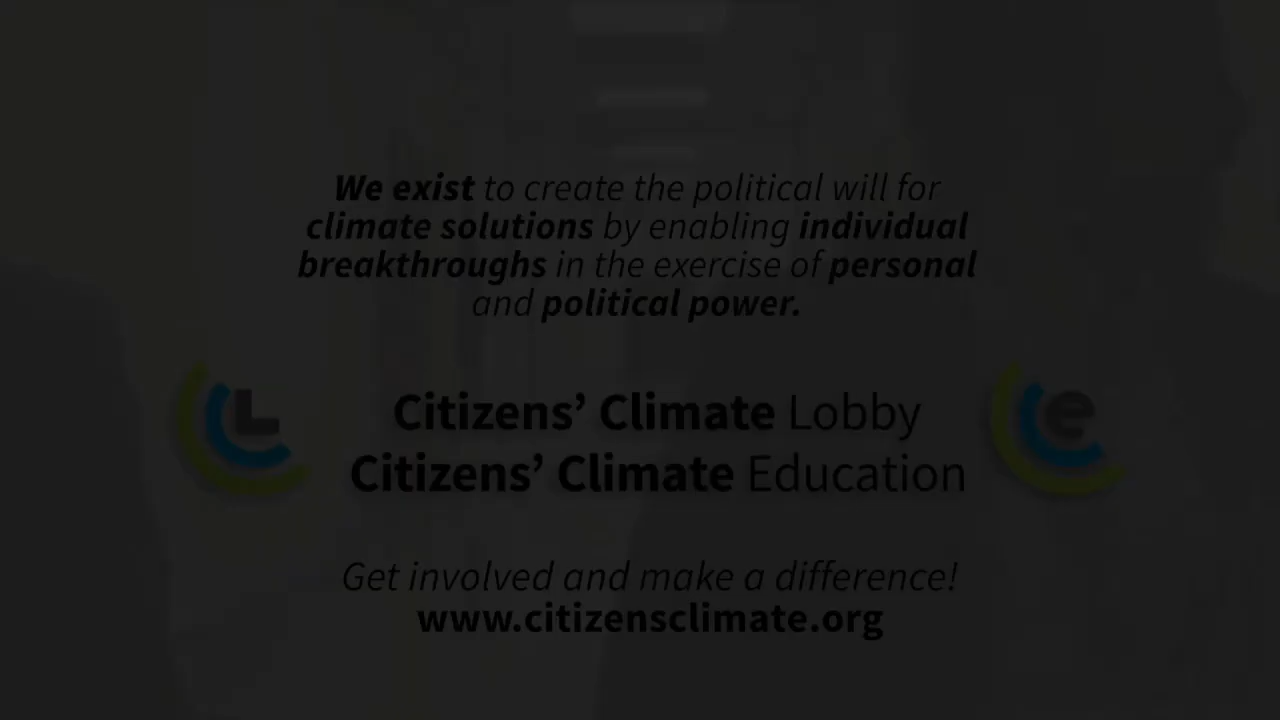 We exist to create the political will for
climate solutions by enabling individual
breakthroughs in the exercise of personal
and political power.
L
e
Citizens’ Climate Lobby
Citizens’ Climate Education
Get involved and make a difference!
www.citizensclimate.org